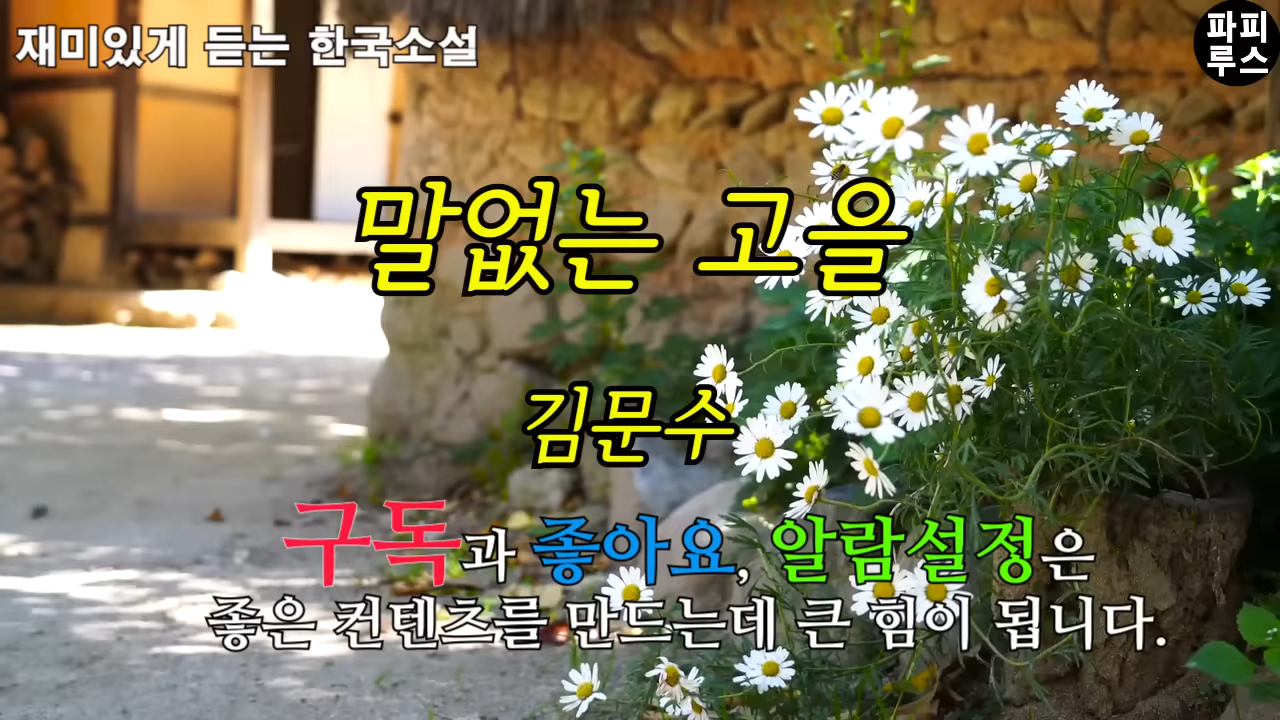 재미있게 듣는 한국소설
파피
루스
말없는 고을
김문수
구독과 좋아요, 알람설정은
좋은 컨텐츠를 만드는데 큰 힘이 됩니다.